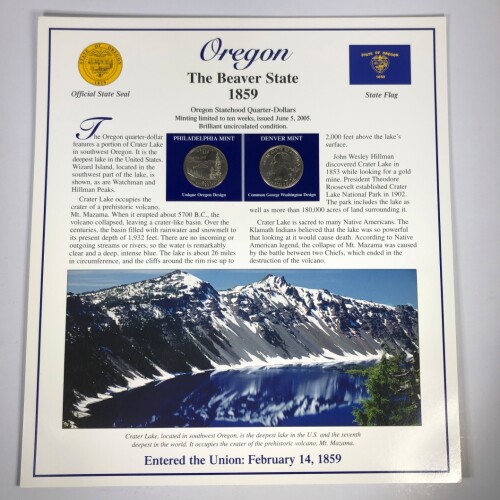 Oregon
The Beaver State
1859
Official State Seal
State Flag
Oregon Statehood Quarter-Dollars
Minting limited to ten weeks, issued June 5, 2005.
Brilliant uncirculated condition.
PHILADELPHIA MINT
Unique Oregon Design
DENVER MINT
Common George Washington Design
The Oregon quarter-dollar
features a portion of Crater Lake
in southwest Oregon. It is the
deepest lake in the United States.
Wizard Island, located in the
southwest part of the lake, is
shown, as are Watchman and
Hillman Peaks.
Crater Lake occupies the
crater of a prehistoric volcano,
Mt. Mazama. When it erupted about 5700 B.C., the
volcano collapsed, leaving a crater-like basin. Over the
centuries, the basin filled with rainwater and snowmelt to
its present depth of 1,932 feet. There are no incoming or
outgoing streams or rivers, so the water is remarkably
clear and a deep, intense blue. The lake is about 26 miles
in circumference, and the cliffs around the rim rise up to
2,000 feet above the lake's
surface.
John Wesley Hillman
discovered Crater Lake in
1853 while looking for a gold
mine. President Theodore
Roosevelt established Crater
Lake National Park in 1902.
The park includes the lake as
well as more than 180,000 acres of land surrounding it.
Crater Lake is sacred to many Native Americans. The
Klamath Indians believed that the lake was so powerful
that looking at it would cause death. According to Native
American legend, the collapse of Mt. Mazama was caused
by the battle between two Chiefs, which ended in the
destruction of the volcano.
Crater Lake, located in southwest Oregon, is the deepest lake in the U.S. and the seventh
deepest in the world. It occupies the crater of the prehistoric volcano, Mt. Mazama.
Entered the Union: February 14, 1859